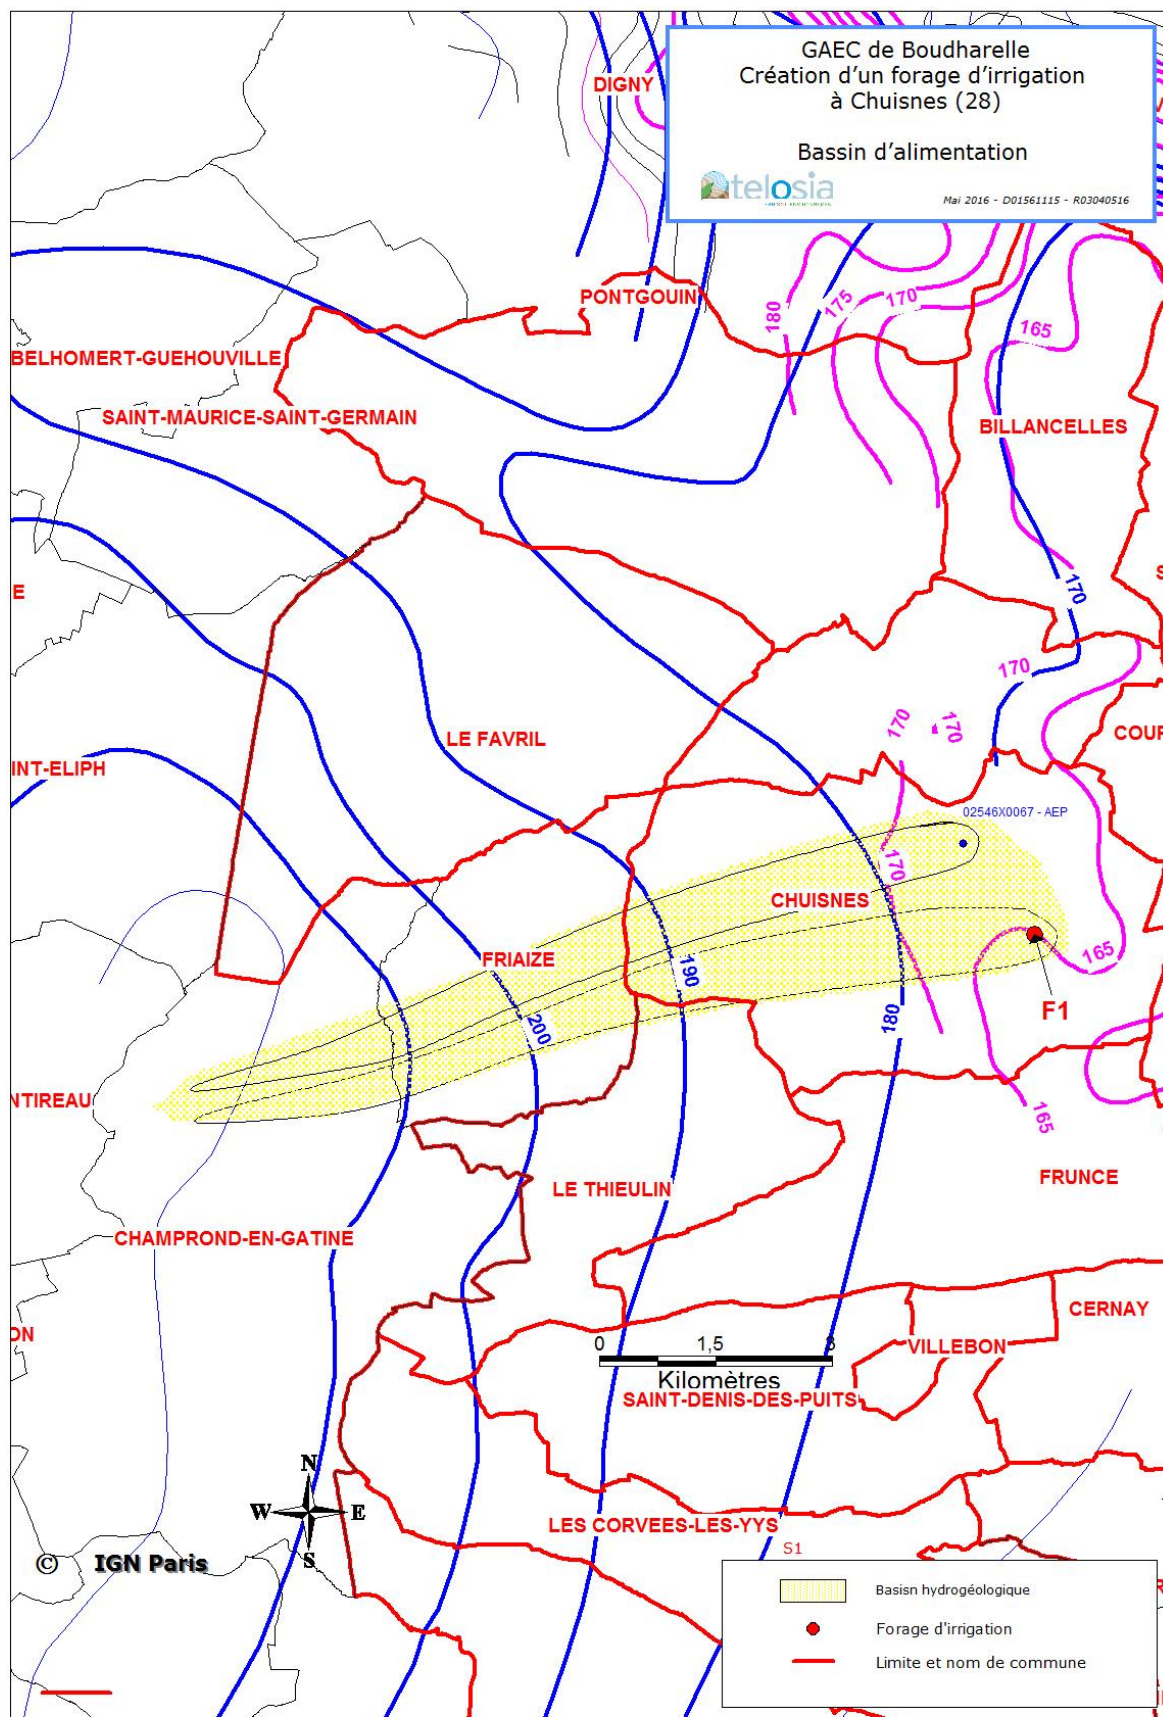 GAEC de Boudharelle
Création d'un forage d'irrigation
à Chuisnes (28)
Bassin d'alimentation
telosia
Mai 2016 - D01561115 - R03040516
DIGNY
PONTGOUIN
180
175
170
165
BELHOMERT-GUEHOUVILLE
SAINT-MAURICE-SAINT-GERMAIN
BILLANCELLES
E
S
170
170
170
170
LE FAVRIL
COUR
INT-ELIPH
02546X0067 - AEP
170
CHUISNES
FRIAIZE
190
165
200
180
F1
NTIREAU
165
FRUNCE
LE THIEULIN
CHAMPROND-EN-GATINE
CERNAY
ON
0 1,5 3
VILLEBON
Kilomètres
SAINT-DENIS-DES-PUITS
N
W E
S
LES CORVEES-LES-YYS
S1
© IGN Paris
Basisn hydrogéologique
Forage d'irrigation
Limite et nom de commune